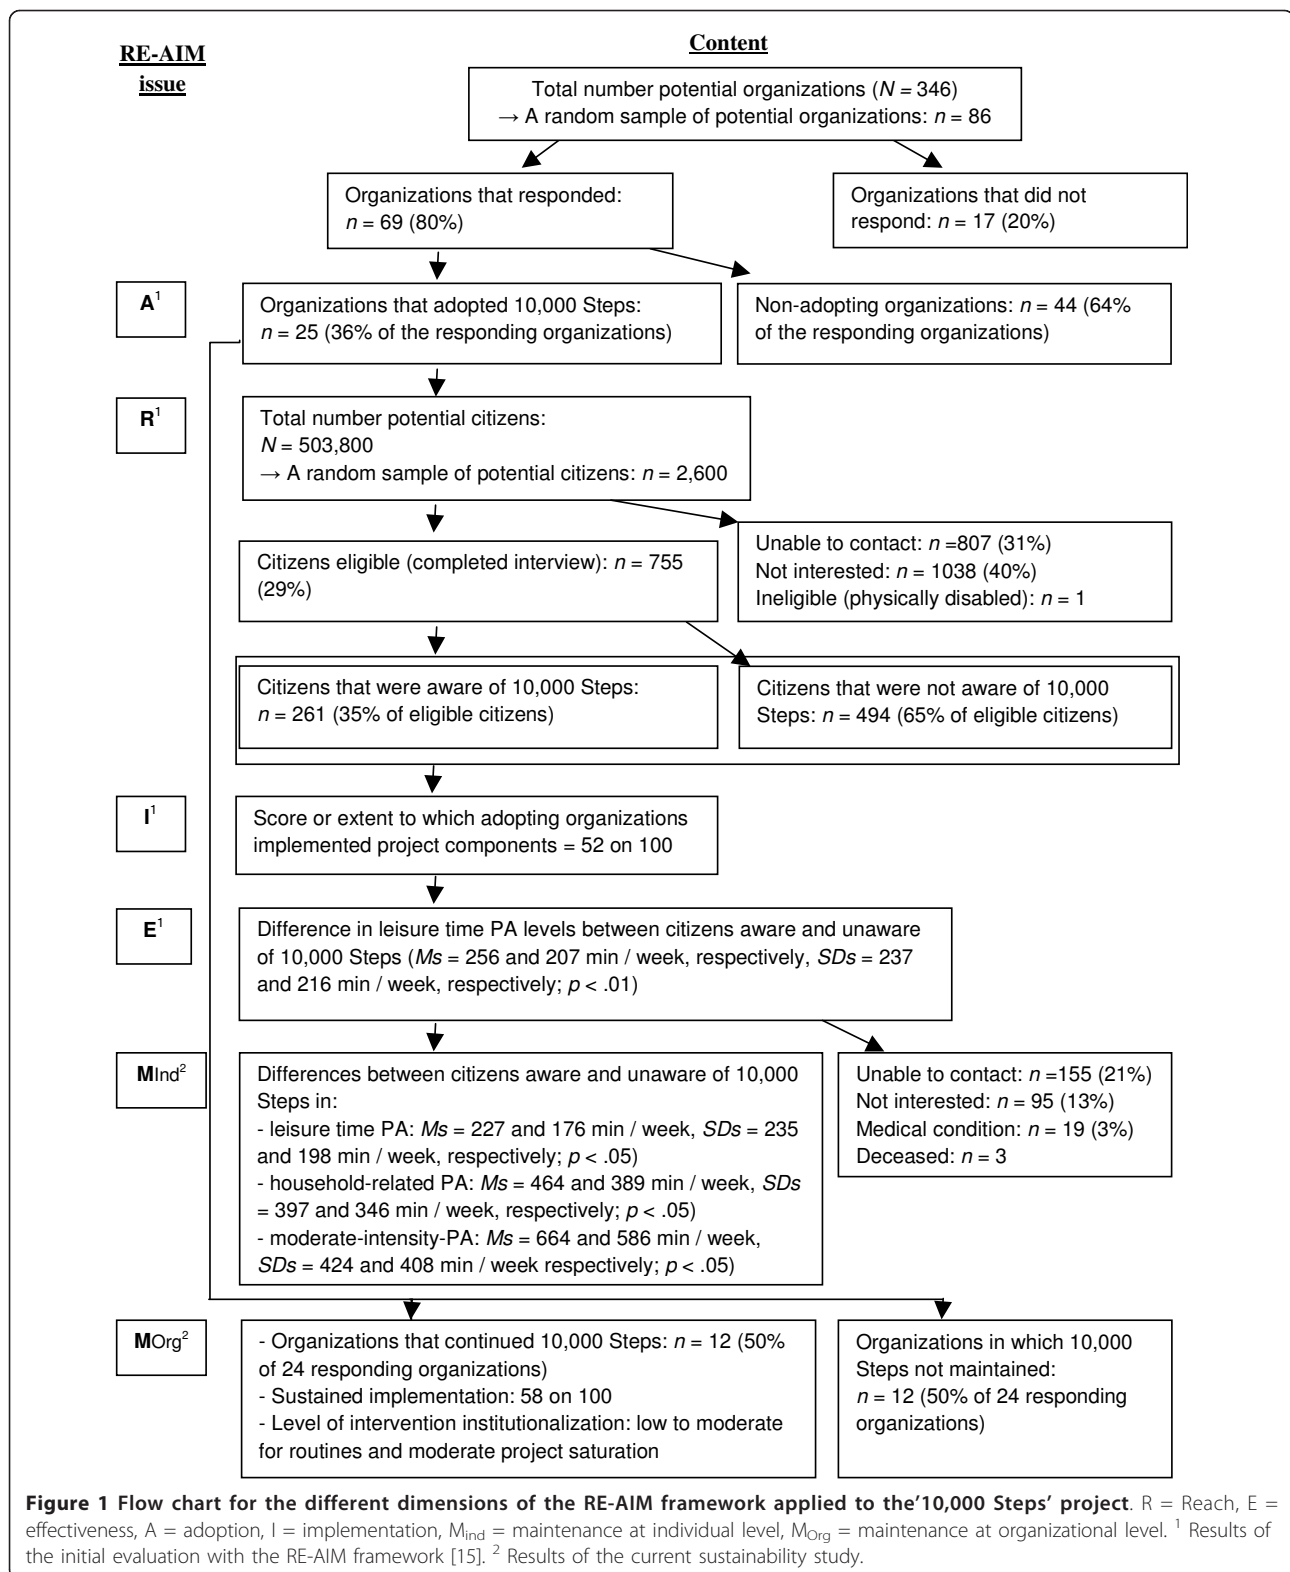 RE-AIM
issue
Content
Total number potential organizations (N = 346)
→ A random sample of potential organizations: n = 86
Organizations that responded:
n = 69 (80%)
Organizations that did not
respond: n = 17 (20%)
A1
Organizations that adopted 10,000 Steps:
n = 25 (36% of the responding organizations)
Non-adopting organizations: n = 44 (64%
of the responding organizations)
R1
Total number potential citizens:
N = 503,800
→ A random sample of potential citizens: n = 2,600
Citizens eligible (completed interview): n = 755
(29%)
Unable to contact: n =807 (31%)
Not interested: n = 1038 (40%)
Ineligible (physically disabled): n = 1
Citizens that were aware of 10,000 Steps:
n = 261 (35% of eligible citizens)
Citizens that were not aware of 10,000
Steps: n = 494 (65% of eligible citizens)
I1
Score or extent to which adopting organizations
implemented project components = 52 on 100
E1
Difference in leisure time PA levels between citizens aware and unaware
of 10,000 Steps (Ms = 256 and 207 min / week, respectively, SDs = 237
and 216 min / week, respectively; p < .01)
MInd2
Differences between citizens aware and unaware of 10,000
Steps in:
- leisure time PA: Ms = 227 and 176 min / week, SDs = 235
and 198 min / week, respectively; p < .05)
- household-related PA: Ms = 464 and 389 min / week, SDs
= 397 and 346 min / week, respectively; p < .05)
- moderate-intensity-PA: Ms = 664 and 586 min / week,
SDs = 424 and 408 min / week respectively; p < .05)
Unable to contact: n =155 (21%)
Not interested: n = 95 (13%)
Medical condition: n = 19 (3%)
Deceased: n = 3
MOrg2
- Organizations that continued 10,000 Steps: n = 12 (50%
of 24 responding organizations)
- Sustained implementation: 58 on 100
- Level of intervention institutionalization: low to moderate
for routines and moderate project saturation
Organizations in which 10,000
Steps not maintained:
n = 12 (50% of 24 responding
organizations)
Figure 1 Flow chart for the different dimensions of the RE-AIM framework applied to the'10,000 Steps' project. R = Reach, E =
effectiveness, A = adoption, I = implementation, Mind = maintenance at individual level, MOrg = maintenance at organizational level. 1 Results of
the initial evaluation with the RE-AIM framework [15]. 2 Results of the current sustainability study.